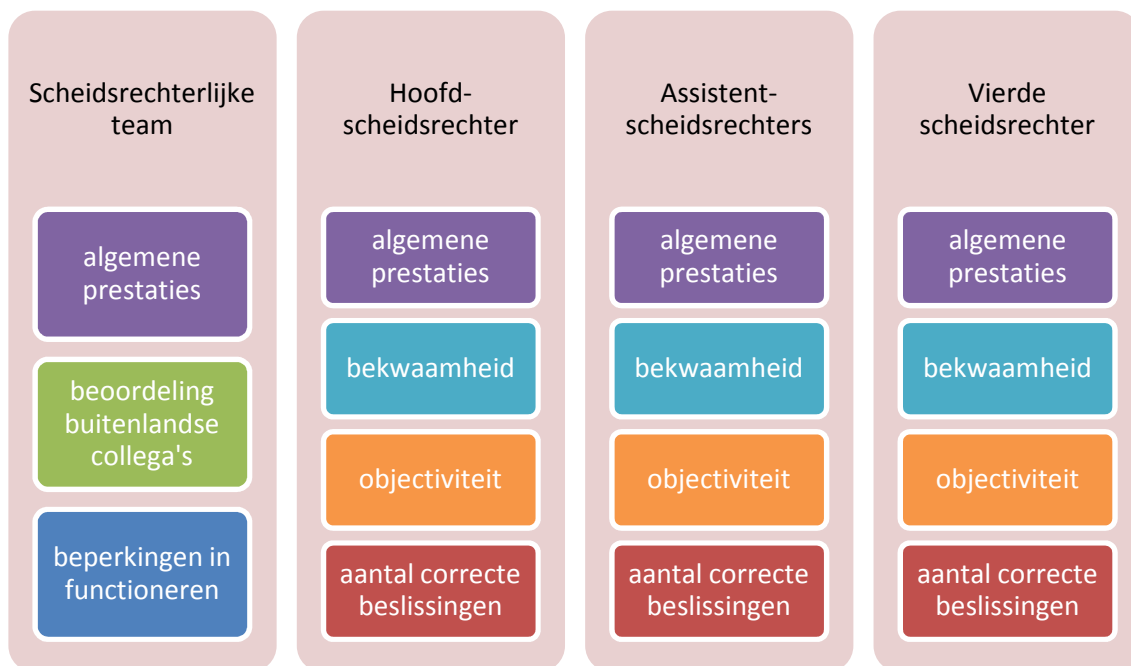 Scheidsrechterlijke
team
algemene
prestaties
beoordeling
buitenlandse
collega's
beperkingen in
functioneren
Hoofd-
scheidsrechter
algemene
prestaties
bekwaamheid
objectiviteit
aantal correcte
beslissingen
Assistent-
scheidsrechters
algemene
prestaties
bekwaamheid
objectiviteit
aantal correcte
beslissingen
Vierde
scheidsrechter
algemene
prestaties
bekwaamheid
objectiviteit
aantal correcte
beslissingen